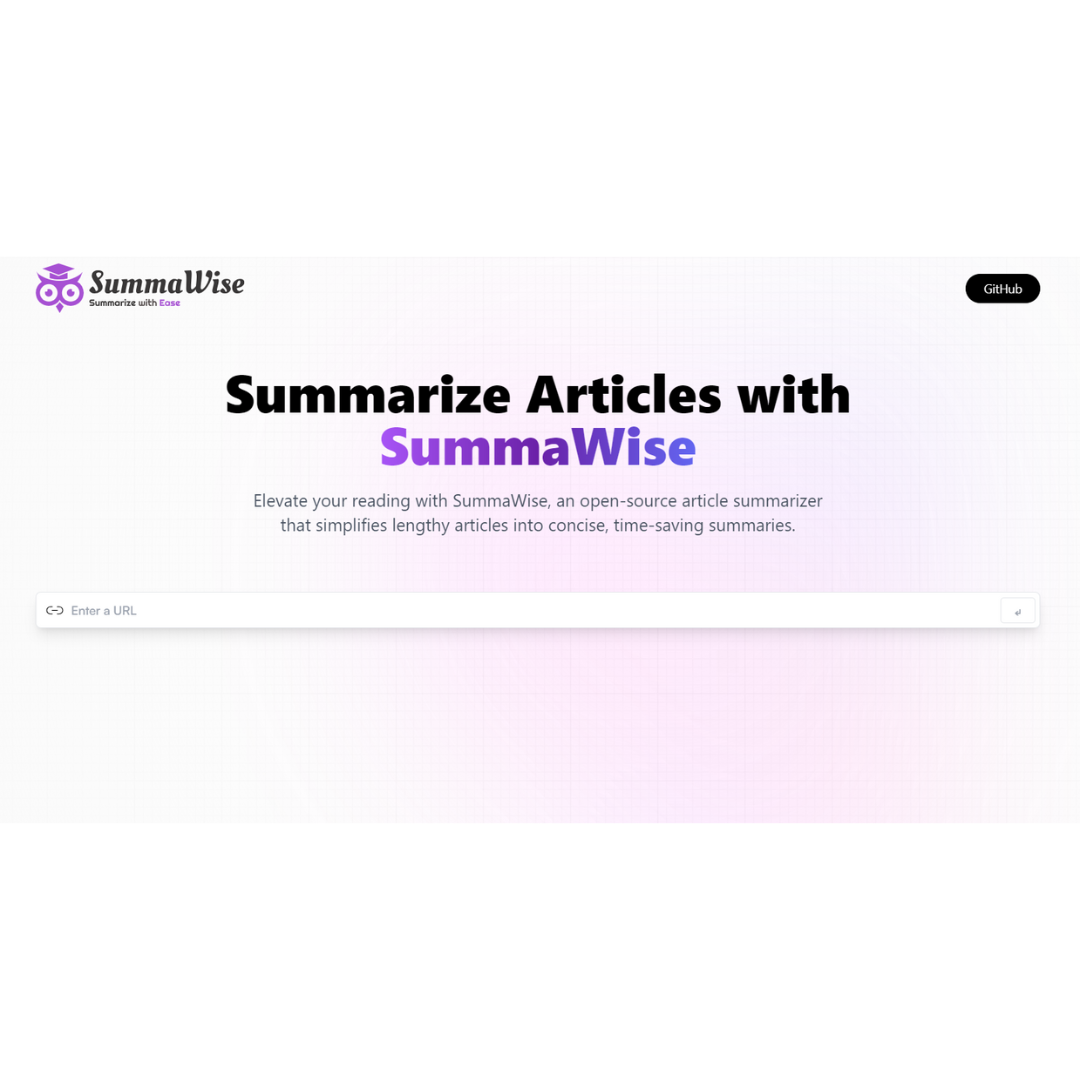 SummaWise
Summarize with Ease
GitHub
Summarize Articles with
SummaWise
Elevate your reading with SummaWise, an open-source article summarizer
that simplifies lengthy articles into concise, time-saving summaries.
Enter a URL